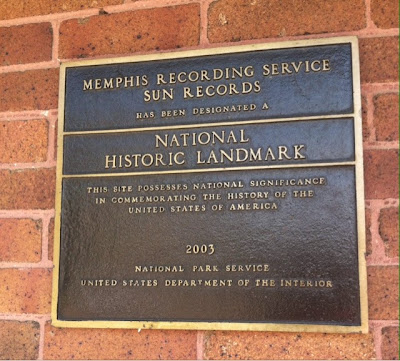 MEMPHIS RECORDING SERVICE
SUN RECORDS
HAS BEEN DESIGNATED A
NATIONAL
HISTORIC LANDMARK
THIS SITE POSSESSES NATIONAL SIGNIFICANCE
IN COMMEMORATING THE HISTORY OF THE
UNITED STATES OF AMERICA
2003
NATIONAL PARK SERVICE
UNITED STATES DEPARTMENT OF THE INTERIOR